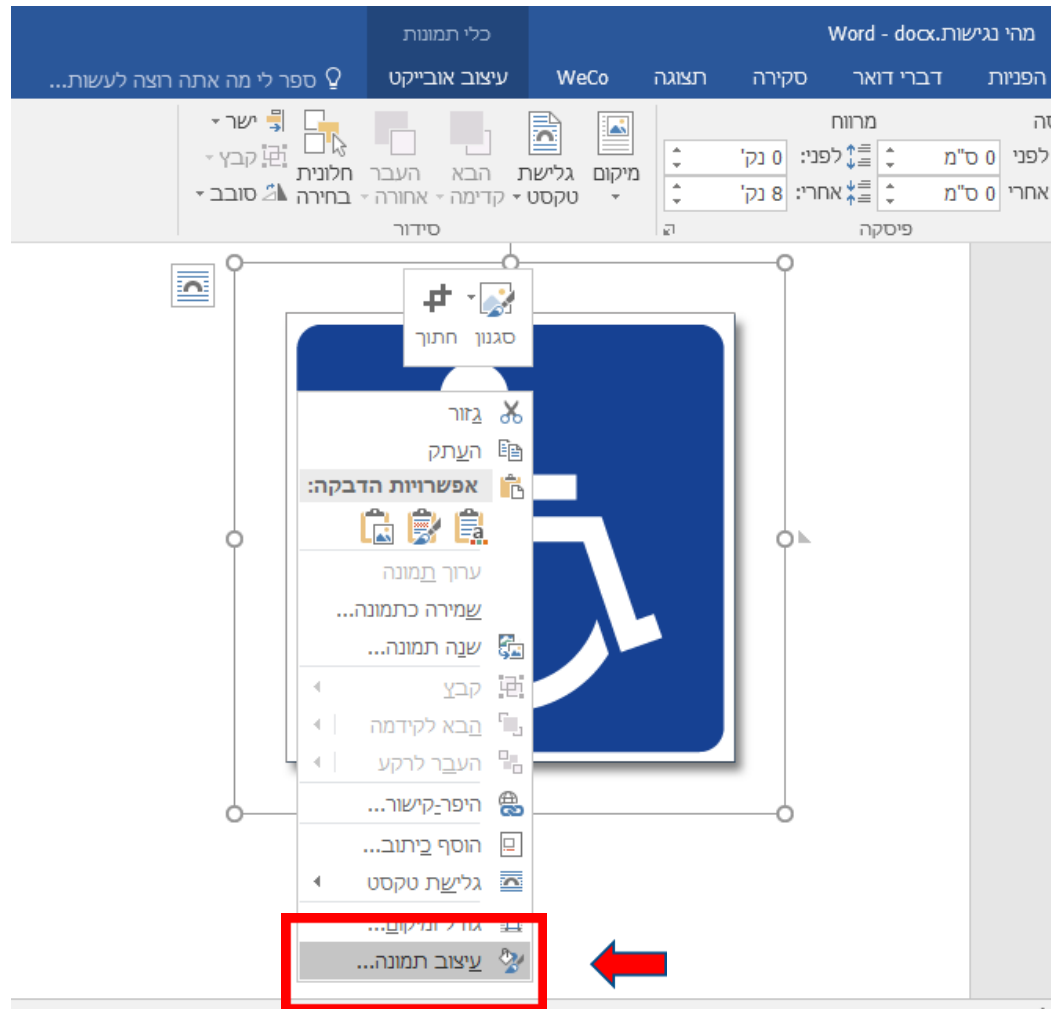 מהי נגישות.docx - Word
כלי תמונות
הפניות דברי דואר סקירה תצוגה WeCo עיצוב אובייקט ספר לי מה אתה רוצה לעשות...
מרווח
לפני 0 ס"מ לפני: 0 נק'
אחרי 0 ס"מ אחרי: 8 נק'
פיסקה
מיקום
גלישת טקסט
הבא קדימה
העבר אחורה
חלונית בחירה
ישר
קבץ
סובב
סידור
סגנון חתוך
גזור
העתק
אפשרויות הדבקה:
ערוך תמונה
שמירה כתמונה...
שנה תמונה...
קבץ
הבא לקידמה
העבר לרקע
היפר-קישור...
הוסף כיתוב...
גלישת טקסט
גודל ומיקום...
עיצוב תמונה...